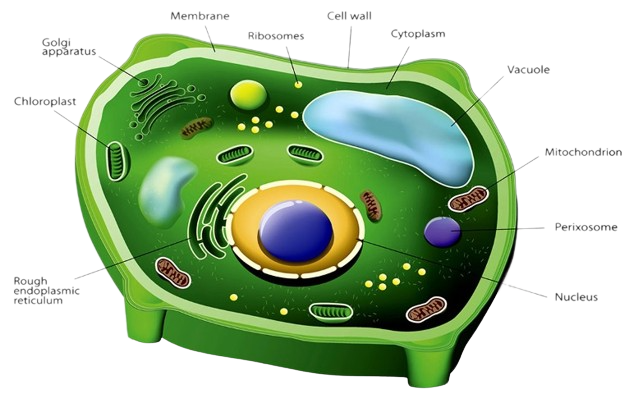 Membrane
Cell wall
Ribosomes
Cytoplasm
Golgi
apparatus
Vacuole
Chloroplast
Mitochondrion
Perixosome
Rough
endoplasmic
reticulum
Nucleus